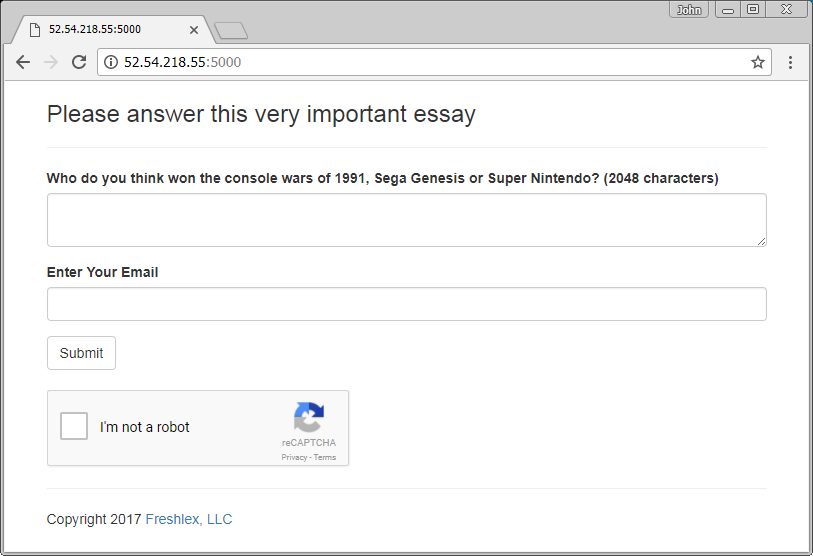 John
52.54.218.55:5000
52.54.218.55:5000
Please answer this very important essay
Who do you think won the console wars of 1991, Sega Genesis or Super Nintendo? (2048 characters)
Enter Your Email
Submit
I'm not a robot
reCAPTCHA
Privacy - Terms
Copyright 2017 Freshlex, LLC